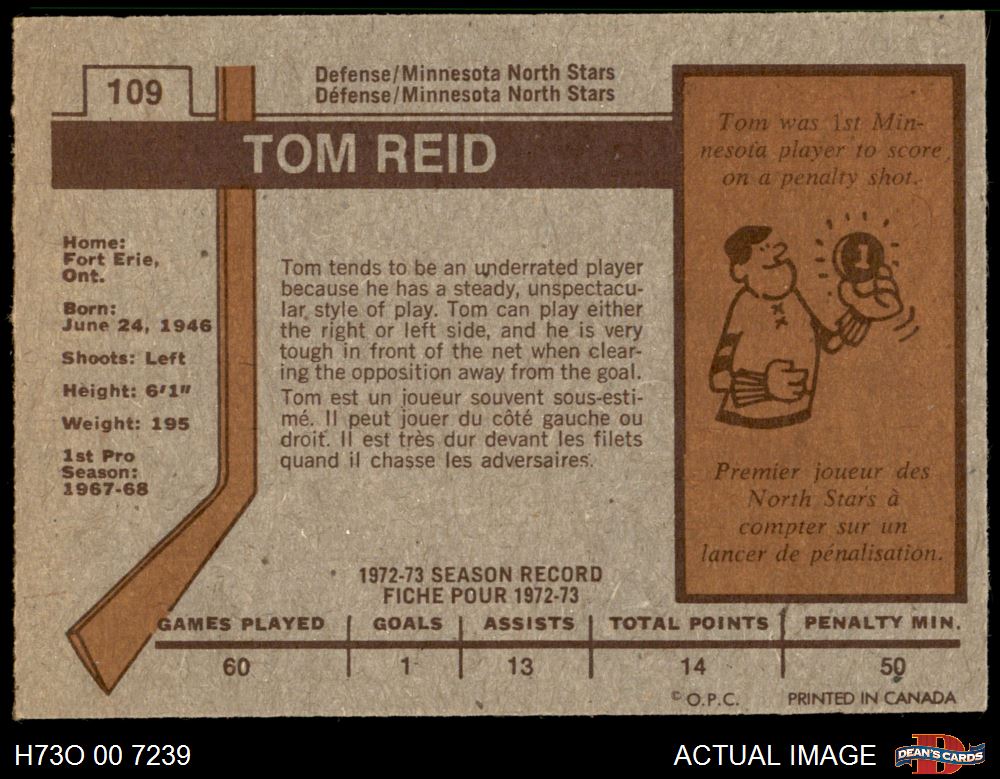 109
Defense/Minnesota North Stars
Défense/Minnesota North Stars
TOM REID
Home:
Fort Erie,
Ont.
Born:
June 24, 1946
Shoots: Left
Height: 6'1"
Weight: 195
1st Pro
Season:
1967-68
Tom tends to be an underrated player
because he has a steady, unspectacu-
lar style of play. Tom can play either
the right or left side, and he is very
tough in front of the net when clear-
ing the opposition away from the goal.
Tom est un joueur souvent sous-esti-
mé. Il peut jouer du côté gauche ou
droit. Il est très dur devant les filets
quand il chasse les adversaires.
Tom was 1st Min-
nesota player to score
on a penalty shot.
1
Premier joueur des
North Stars à
compter sur un
lancer de pénalisation.
1972-73 SEASON RECORD
FICHE POUR 1972-73
GAMES PLAYED GOALS ASSISTS TOTAL POINTS PENALTY MIN.
60 1 13 14 50
© O.P.C. PRINTED IN CANADA
H73O 00 7239
ACTUAL IMAGE
DEAN'S CARDS